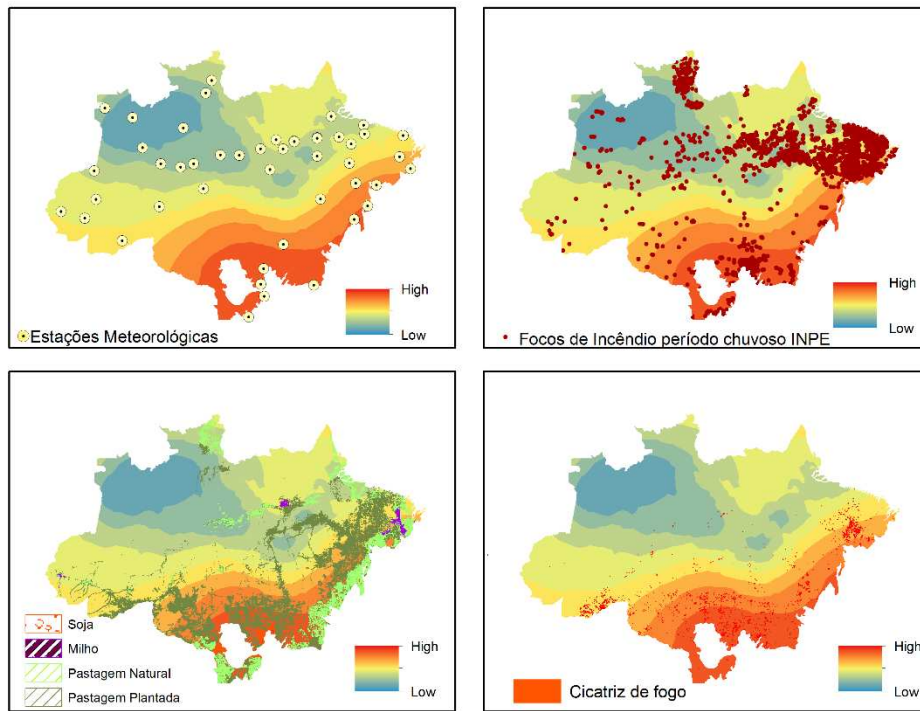 High
Low
Estações Meteorológicas
High
Low
Focos de Incêndio período chuvoso INPE
Soja
Milho
Pastagem Natural
Pastagem Plantada
High
Low
Cicatriz de fogo
High
Low